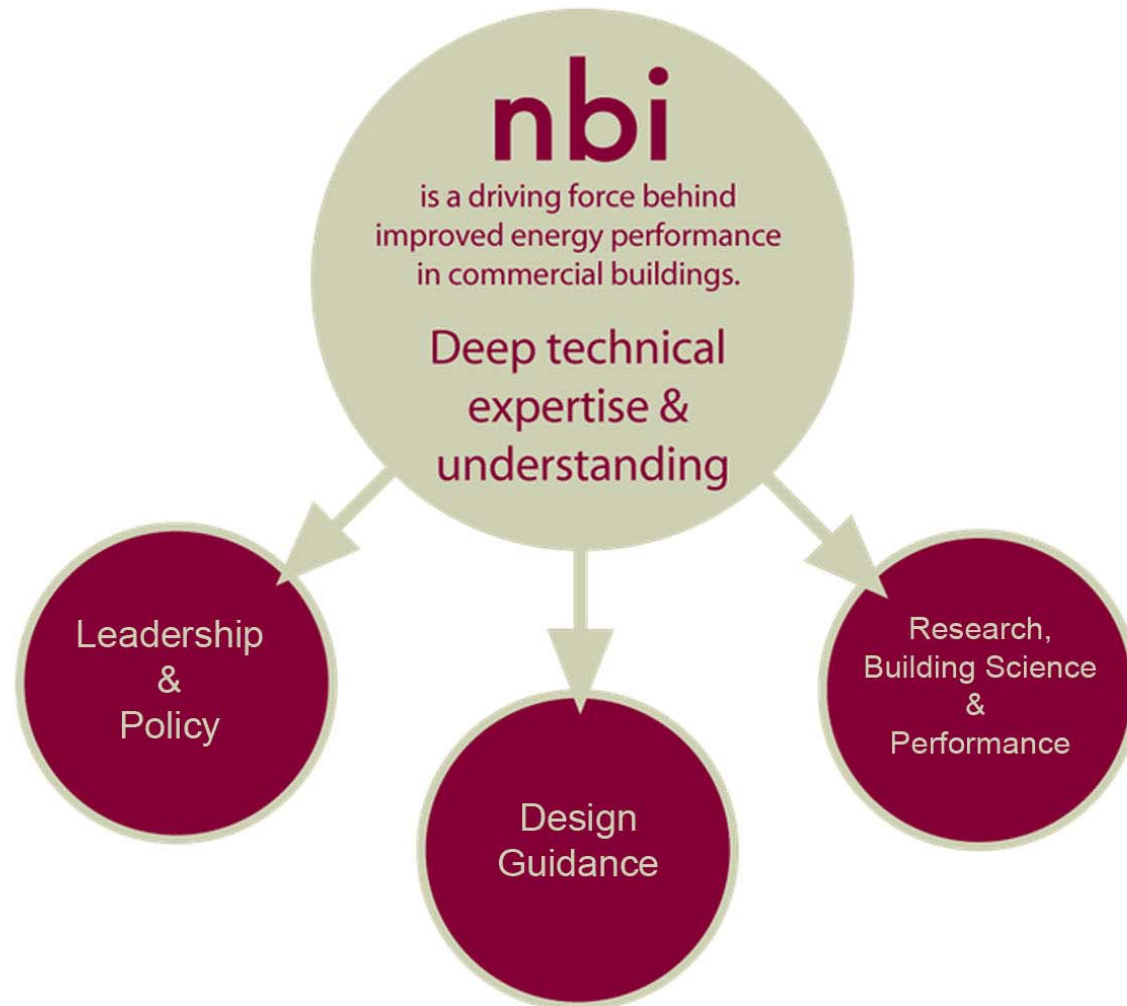 nbi
is a driving force behind
improved energy performance
in commercial buildings.
Deep technical
expertise &
understanding
Leadership
&
Policy
Design
Guidance
Research,
Building Science
&
Performance